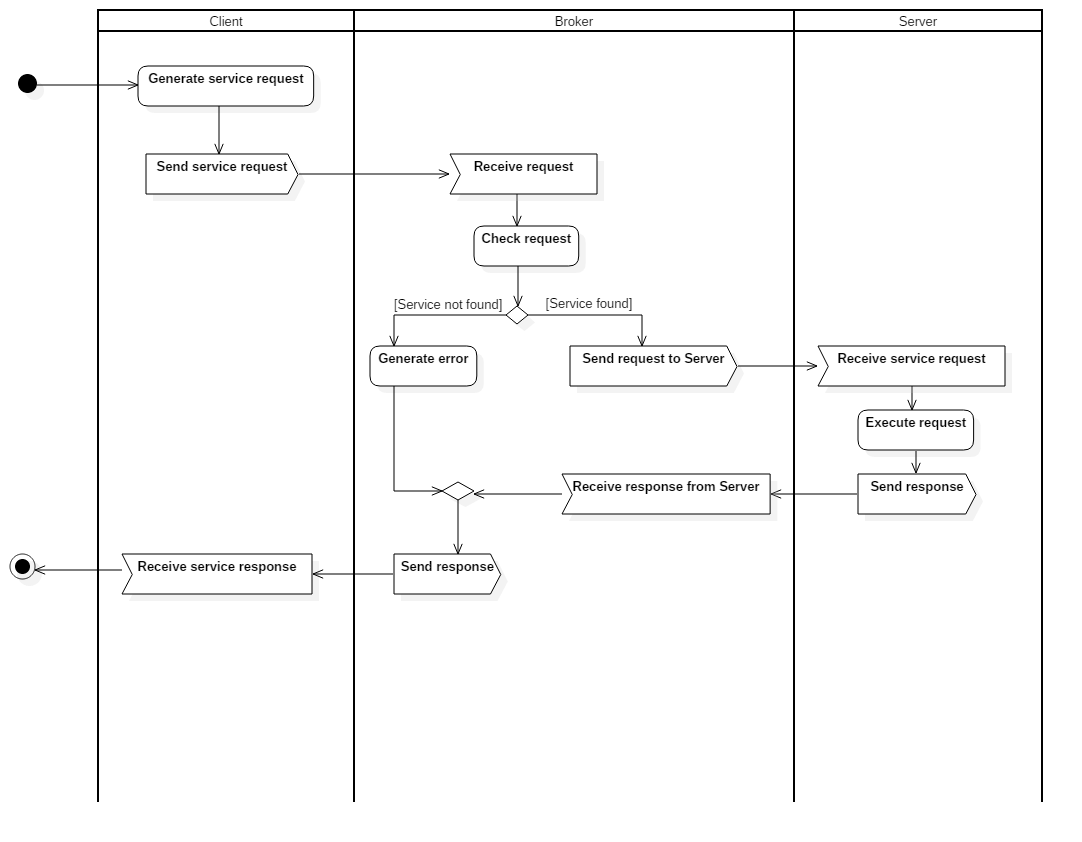 Client
Broker
Server
Generate service request
Send service request
Receive request
Check request
[Service not found]
[Service found]
Generate error
Send request to Server
Receive service request
Execute request
Receive response from Server
Send response
Receive service response
Send response